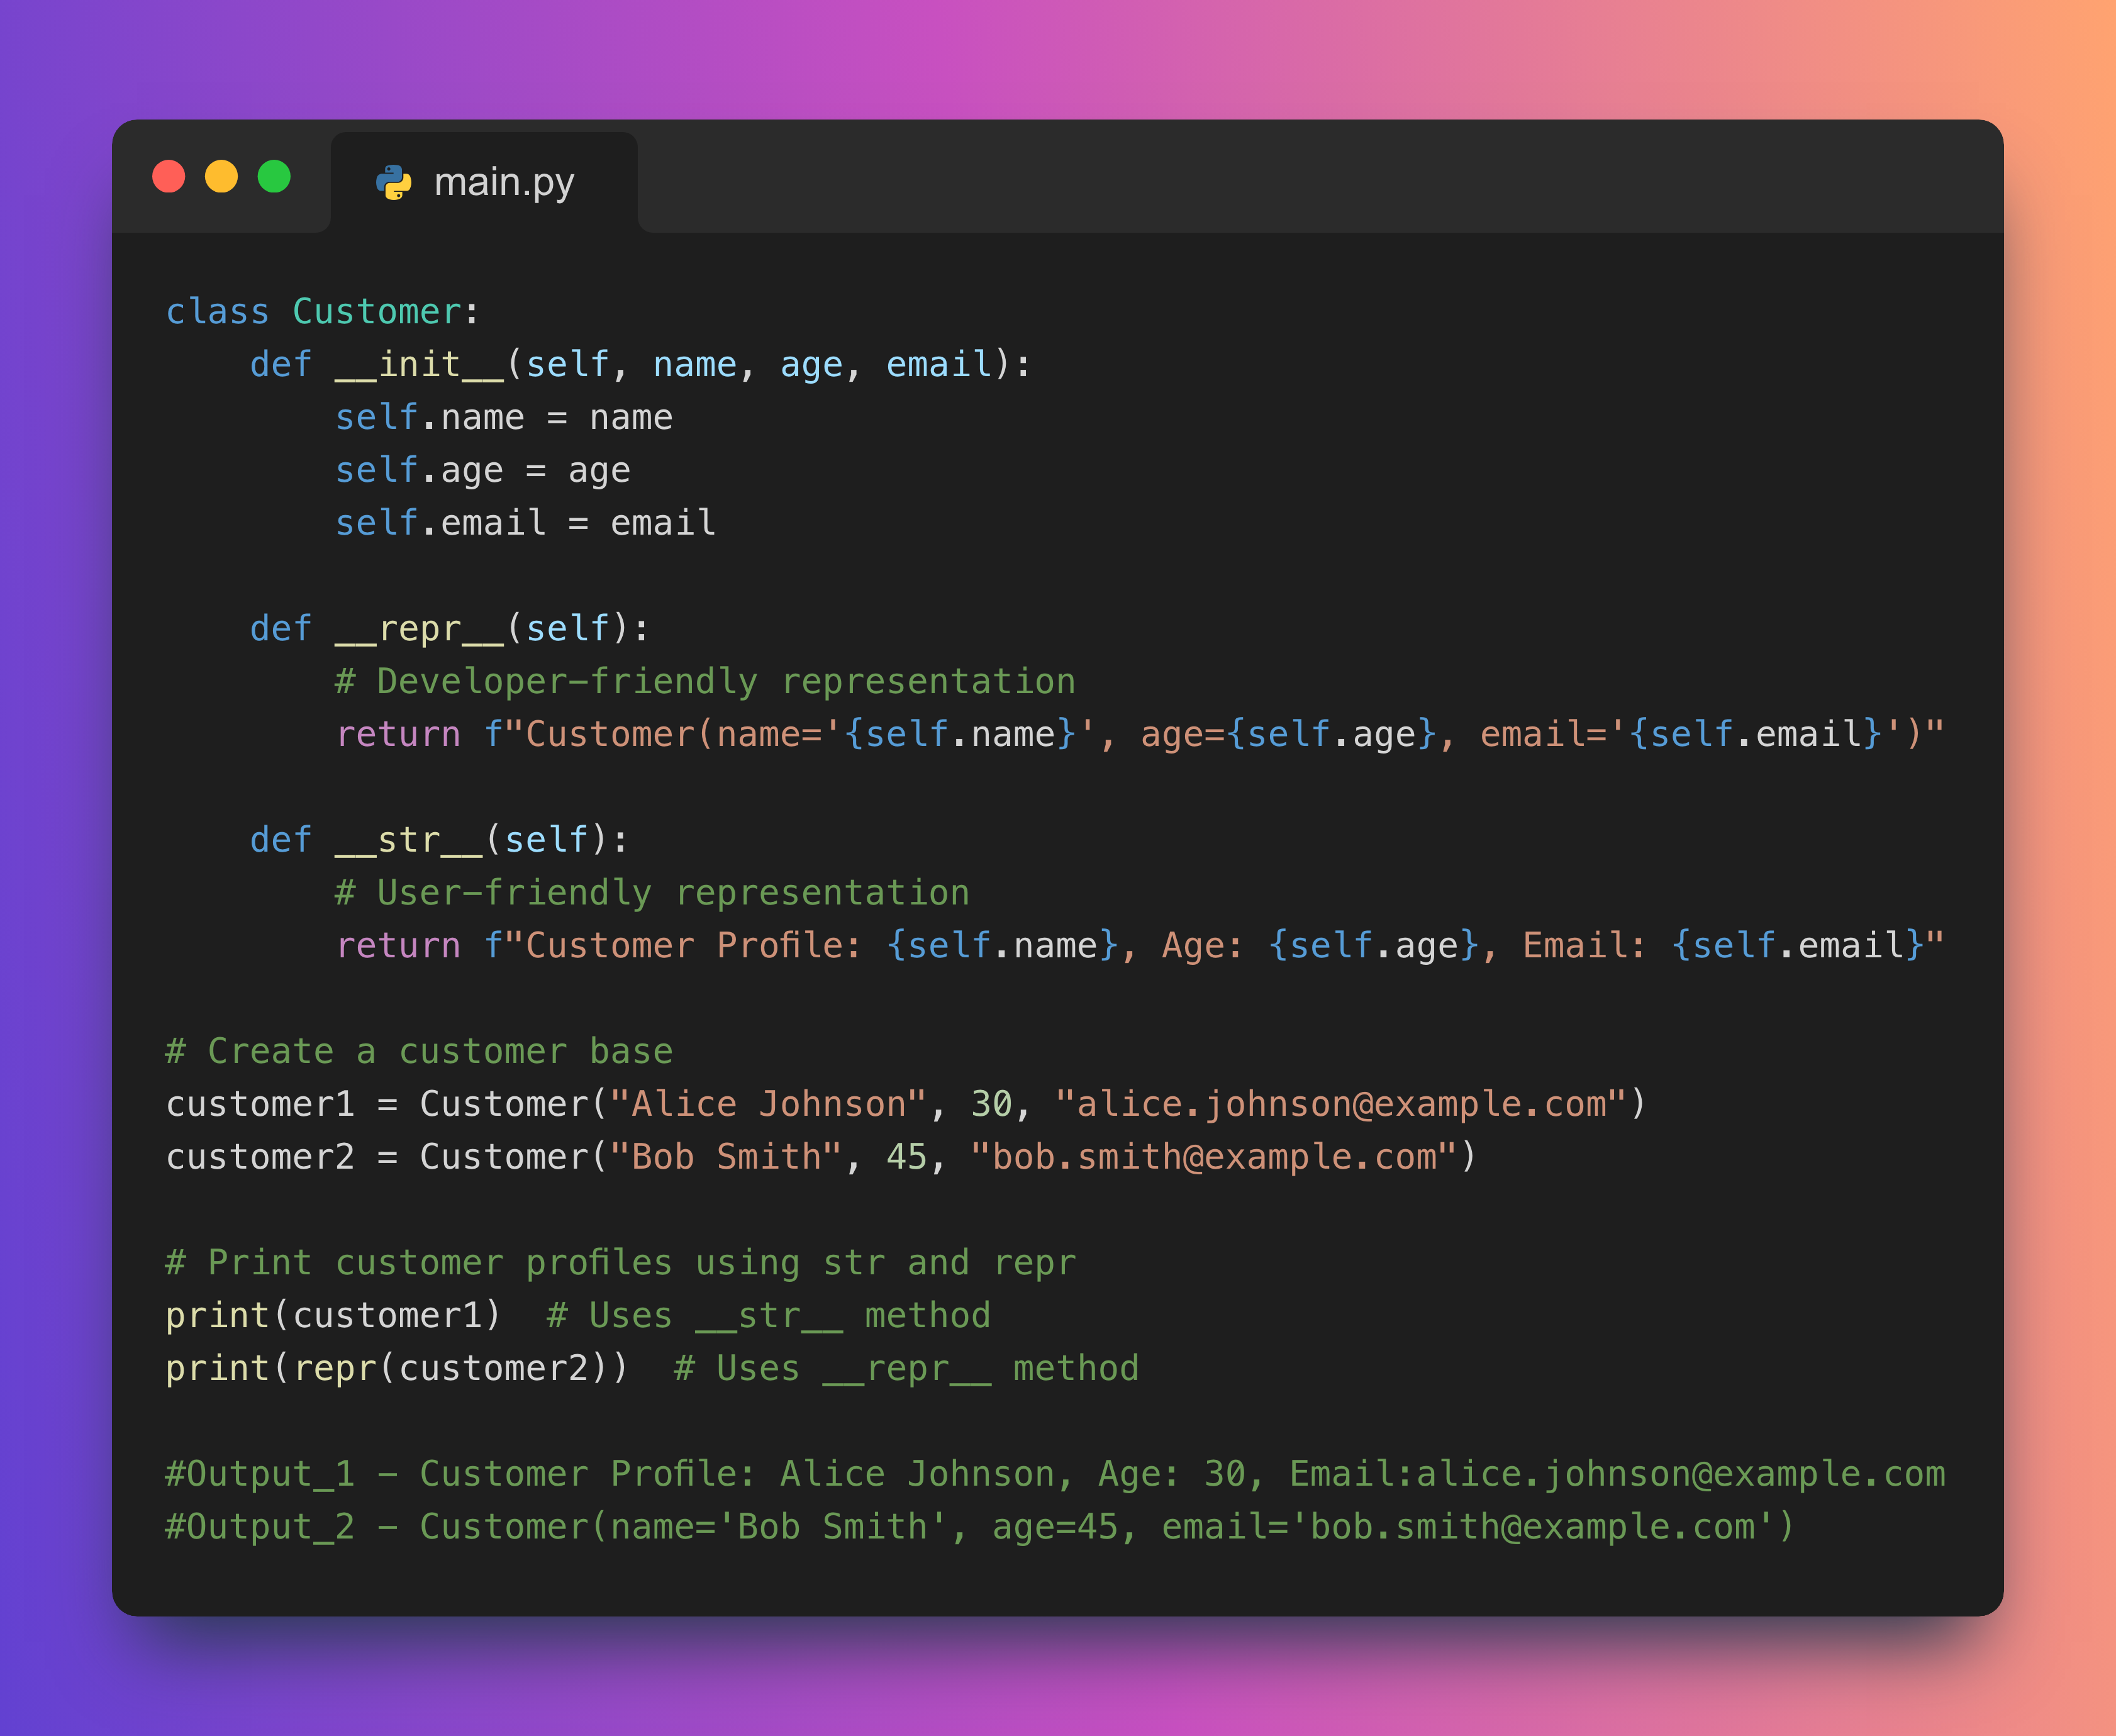 main.py
class Customer:
    def __init__(self, name, age, email):
        self.name = name
        self.age = age
        self.email = email
    def __repr__(self):
        # Developer-friendly representation
        return f"Customer(name='{self.name}', age={self.age}, email='{self.email}')"
    def __str__(self):
        # User-friendly representation
        return f"Customer Profile: {self.name}, Age: {self.age}, Email: {self.email}"
# Create a customer base
customer1 = Customer("Alice Johnson", 30, "alice.johnson@example.com")
customer2 = Customer("Bob Smith", 45, "bob.smith@example.com")
# Print customer profiles using str and repr
print(customer1)  # Uses __str__ method
print(repr(customer2))  # Uses __repr__ method
#Output_1 - Customer Profile: Alice Johnson, Age: 30, Email:alice.johnson@example.com
#Output_2 - Customer(name='Bob Smith', age=45, email='bob.smith@example.com')